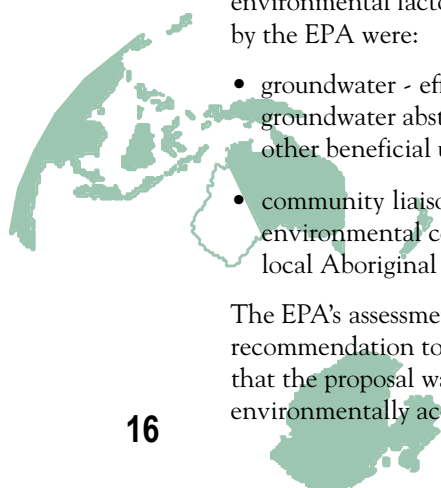 environmental facto
by the EPA were:
• groundwater - eff
groundwater abst
other beneficial u
• community liaiso
environmental co
local Aboriginal
The EPA's assessme
recommendation to
that the proposal wa
environmentally ac
16